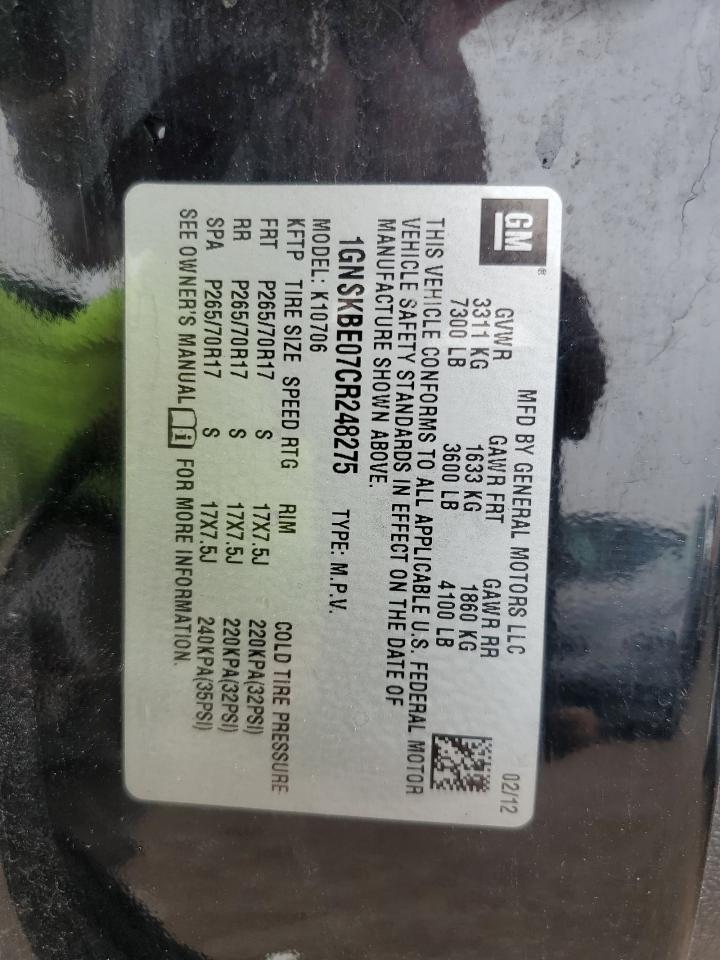 GM®
MFD BY GENERAL MOTORS LLC 02/12
GVWR GAWR FRT GAWR RR
3311 KG 1633 KG 1860 KG
7300 LB 3600 LB 4100 LB
THIS VEHICLE CONFORMS TO ALL APPLICABLE U.S. FEDERAL MOTOR
VEHICLE SAFETY STANDARDS IN EFFECT ON THE DATE OF
MANUFACTURE SHOWN ABOVE.
1GNSKBE07CR248275 TYPE: M.P.V.
MODEL: K10706
KFTP TIRE SIZE SPEED RTG RIM COLD TIRE PRESSURE
FRT P265/70R17 S 17X7.5J 220KPA(32PSI)
RR P265/70R17 S 17X7.5J 220KPA(32PSI)
SPA P265/70R17 S 17X7.5J 240KPA(35PSI)
SEE OWNER'S MANUAL i FOR MORE INFORMATION.